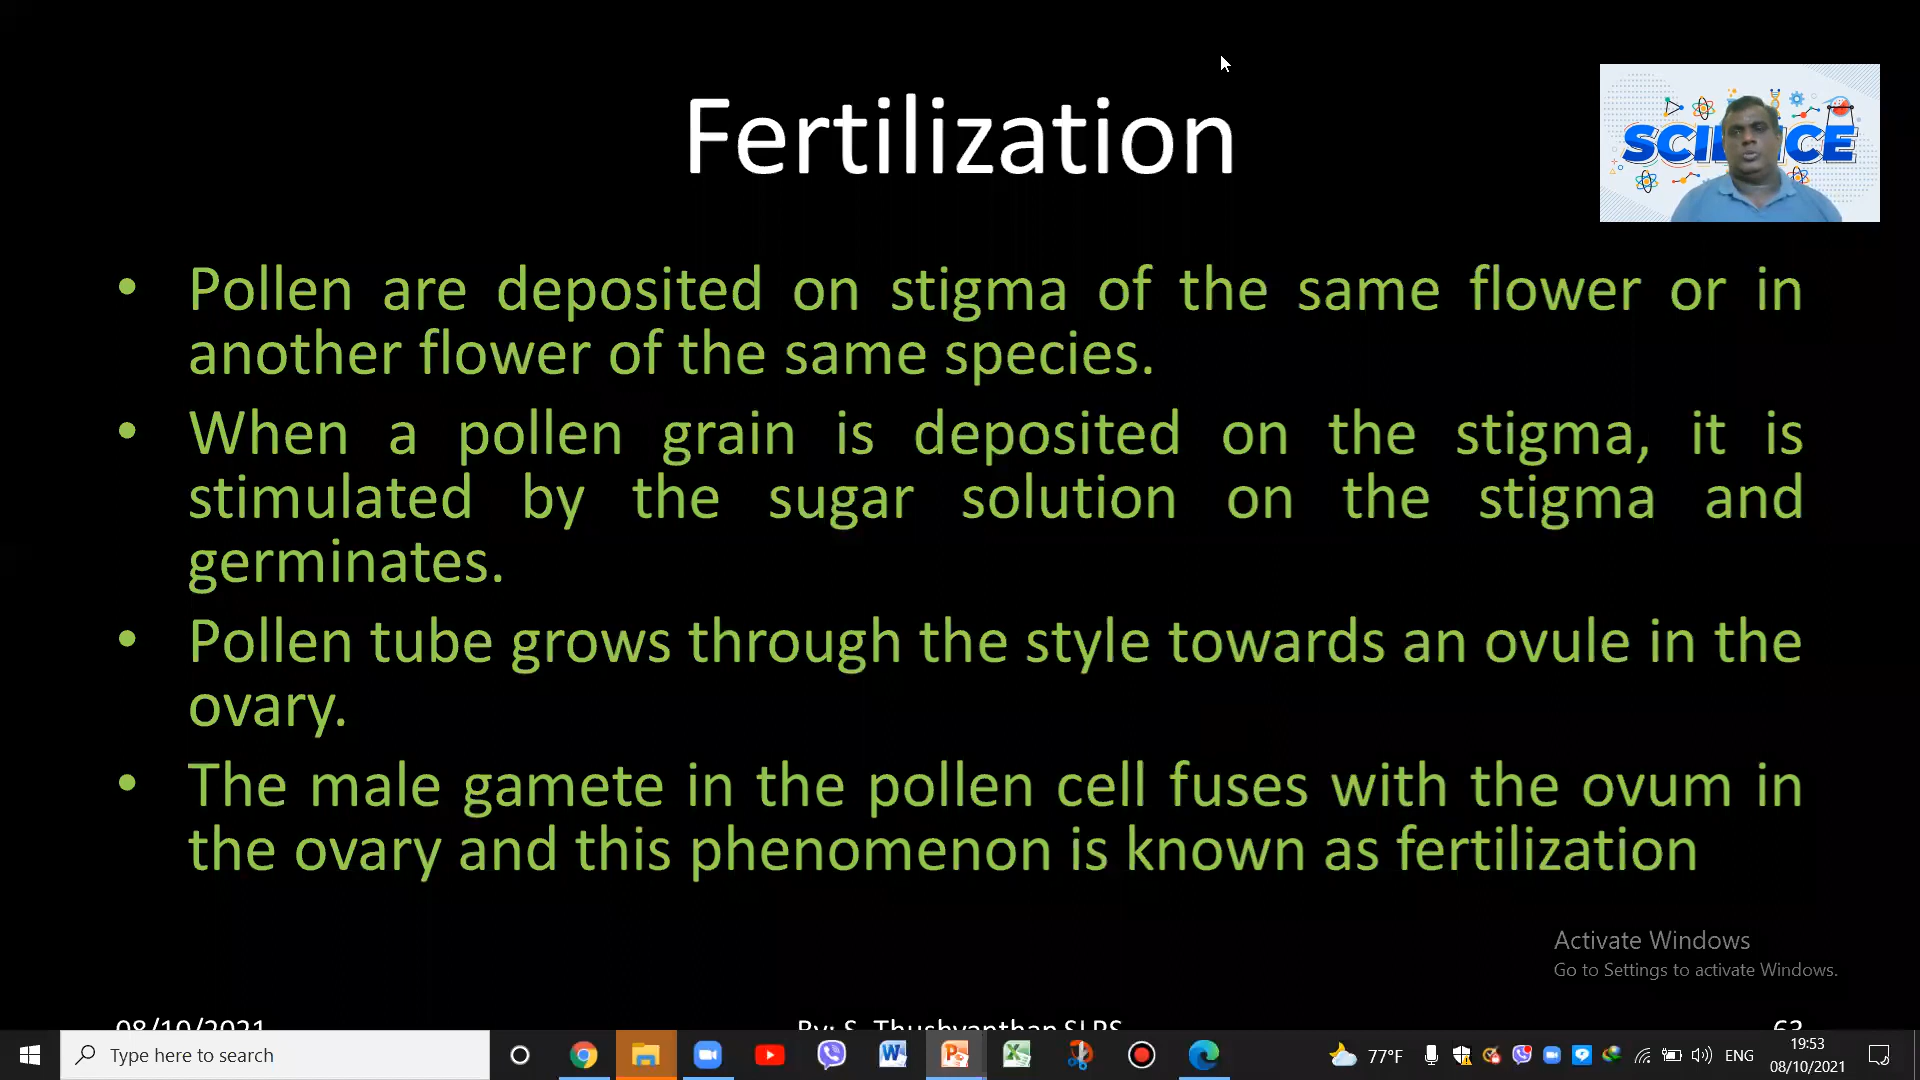 Fertilization
SCIENCE
• Pollen are deposited on stigma of the same flower or in
another flower of the same species.
• When a pollen grain is deposited on the stigma, it is
stimulated by the sugar solution on the stigma and
germinates.
• Pollen tube grows through the style towards an ovule in the
ovary.
• The male gamete in the pollen cell fuses with the ovum in
the ovary and this phenomenon is known as fertilization
Activate Windows
Go to Settings to activate Windows.
08/10/2021 By: S. Thushyanthan SLPS 63
Type here to search 77°F ENG 19:53
08/10/2021